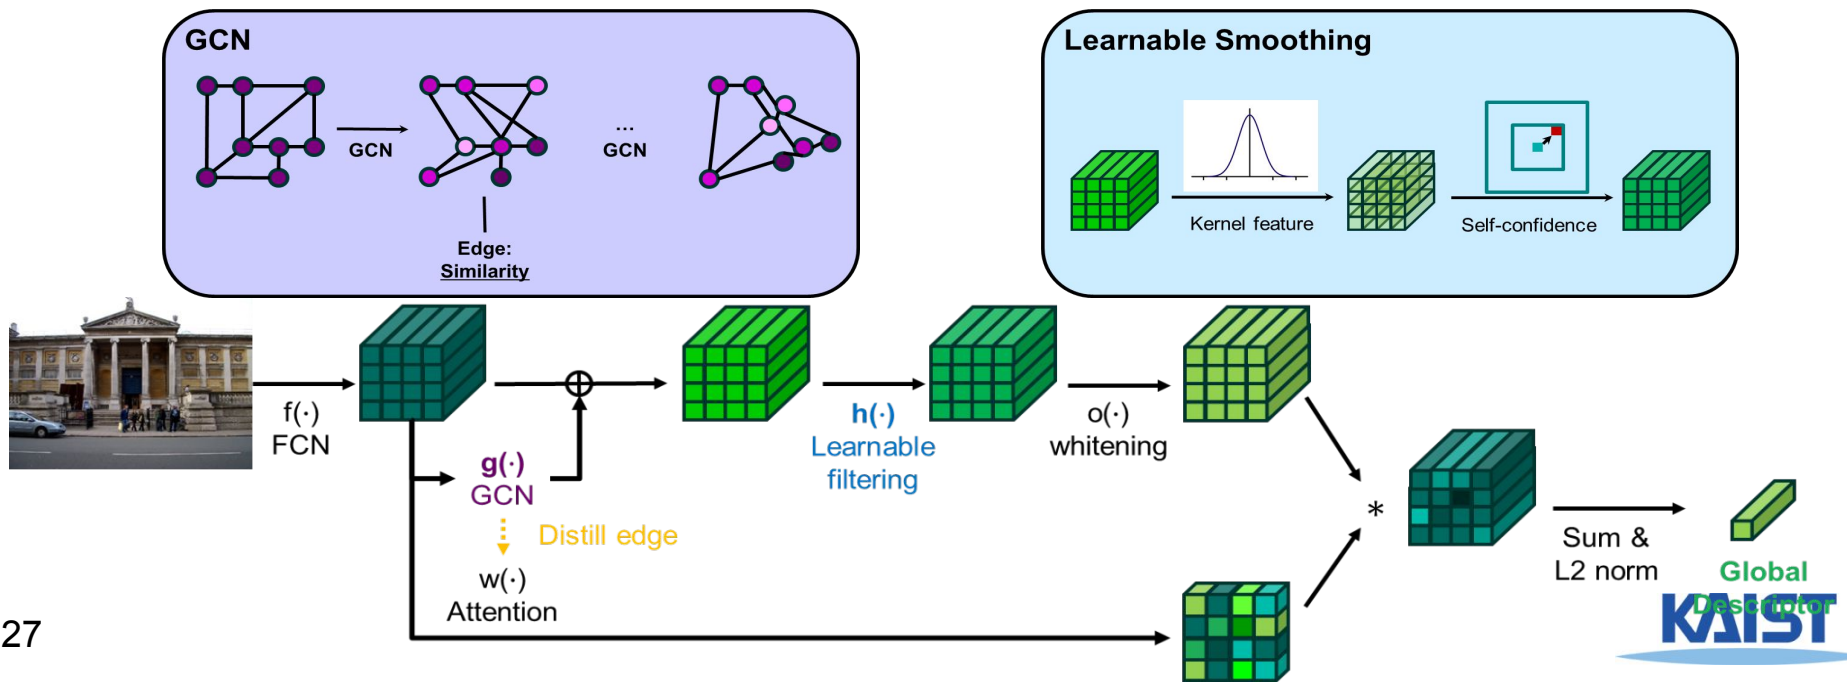 GCN
GCN
...
GCN
Edge:
Similarity
Learnable Smoothing
Kernel feature
Self-confidence
f(·)
FCN
g(·)
GCN
Distill edge
w(·)
Attention
h(·)
Learnable
filtering
o(·)
whitening
*
Sum &
L2 norm
Global
Descriptor
KAIST
27